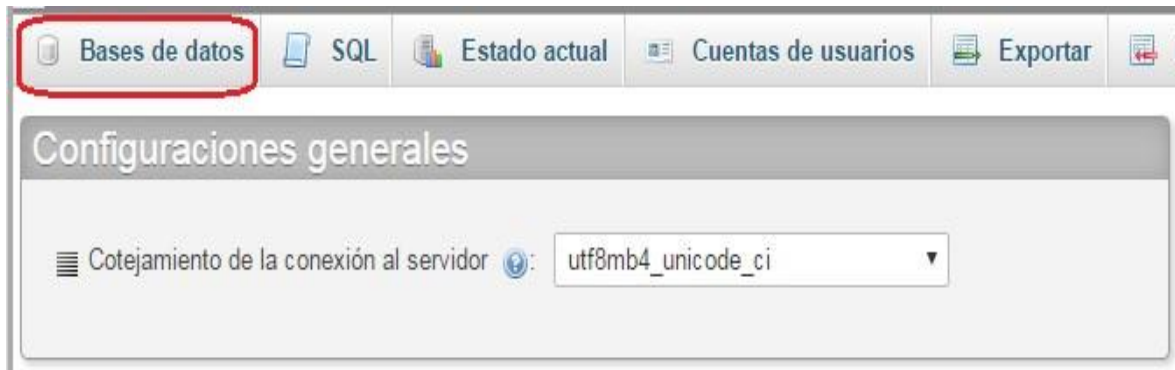 Bases de datos SQL Estado actual Cuentas de usuarios Exportar
Configuraciones generales
Cotejamiento de la conexión al servidor : utf8mb4_unicode_ci